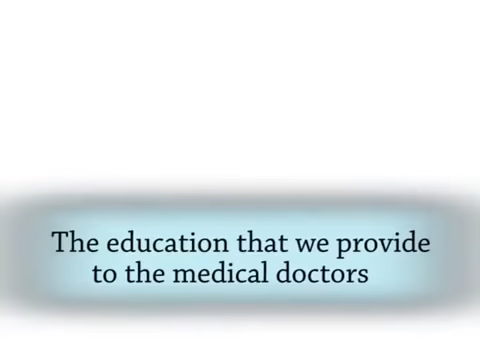 The education that we provide
to the medical doctors